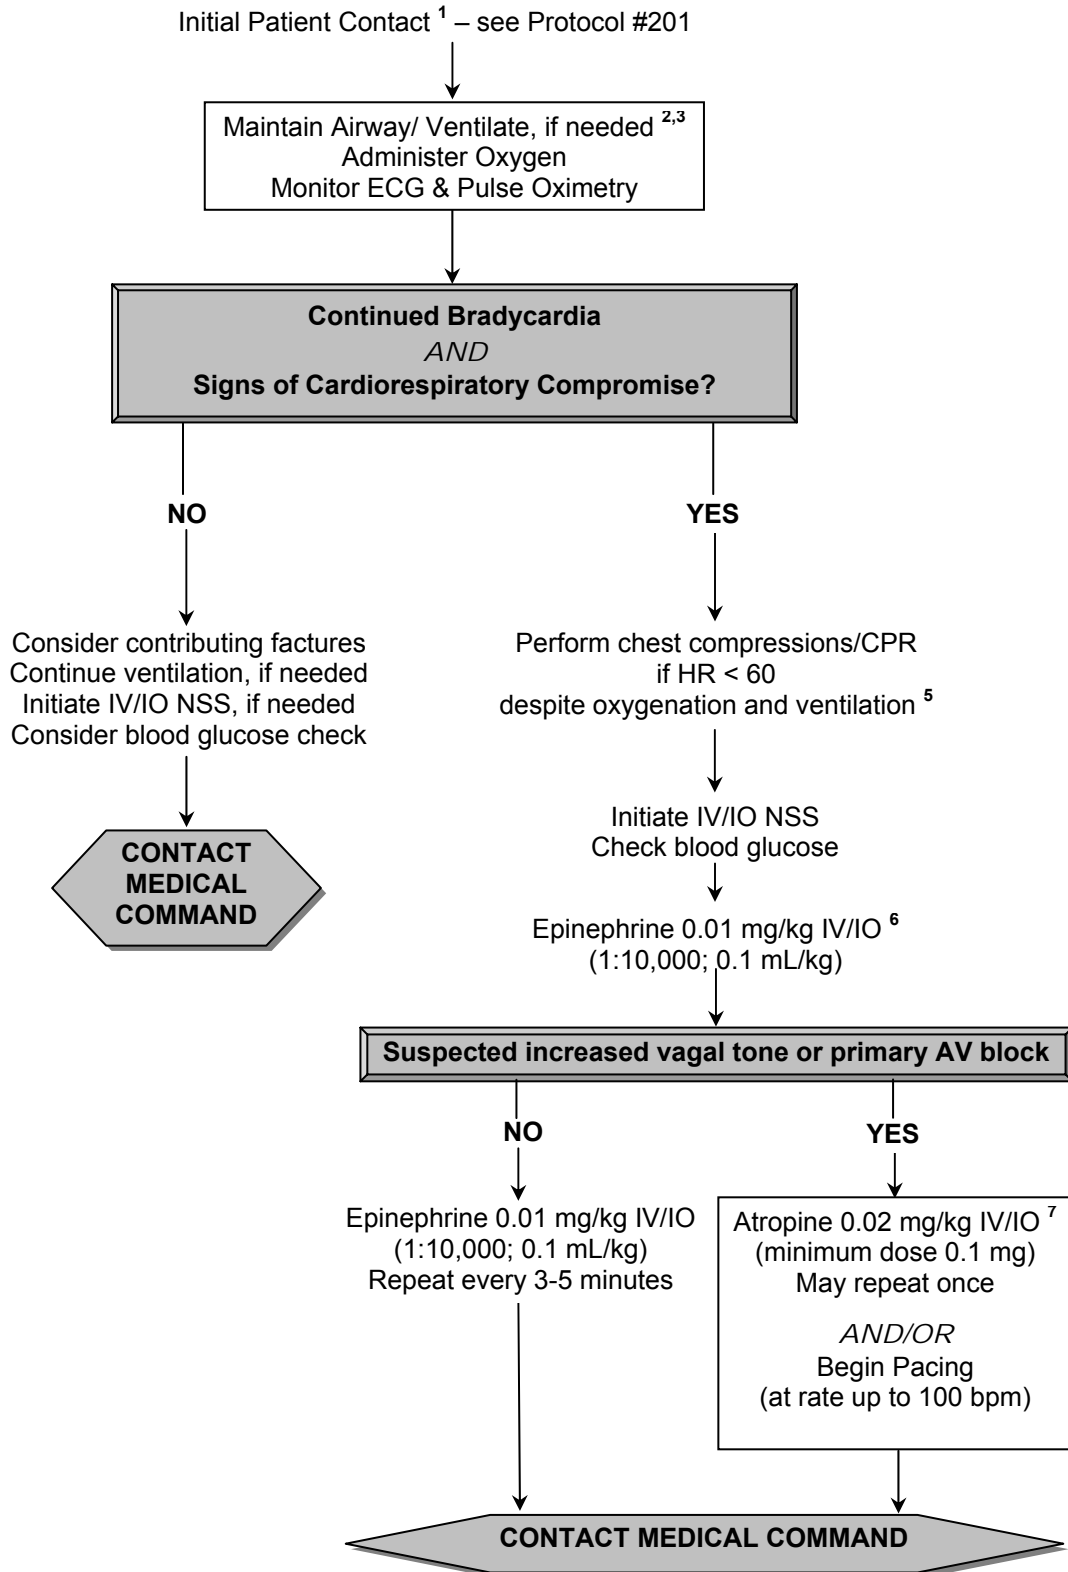 Initial Patient Contact 1 – see Protocol #201
Maintain Airway/ Ventilate, if needed 2,3
Administer Oxygen
Monitor ECG & Pulse Oximetry
Continued Bradycardia
AND
Signs of Cardiorespiratory Compromise?
NO
YES
Consider contributing factures
Continue ventilation, if needed
Initiate IV/IO NSS, if needed
Consider blood glucose check
CONTACT
MEDICAL
COMMAND
Perform chest compressions/CPR
if HR < 60
despite oxygenation and ventilation 5
Initiate IV/IO NSS
Check blood glucose
Epinephrine 0.01 mg/kg IV/IO 6
(1:10,000; 0.1 mL/kg)
Suspected increased vagal tone or primary AV block
NO
YES
Epinephrine 0.01 mg/kg IV/IO
(1:10,000; 0.1 mL/kg)
Repeat every 3-5 minutes
Atropine 0.02 mg/kg IV/IO 7
(minimum dose 0.1 mg)
May repeat once
AND/OR
Begin Pacing
(at rate up to 100 bpm)
CONTACT MEDICAL COMMAND